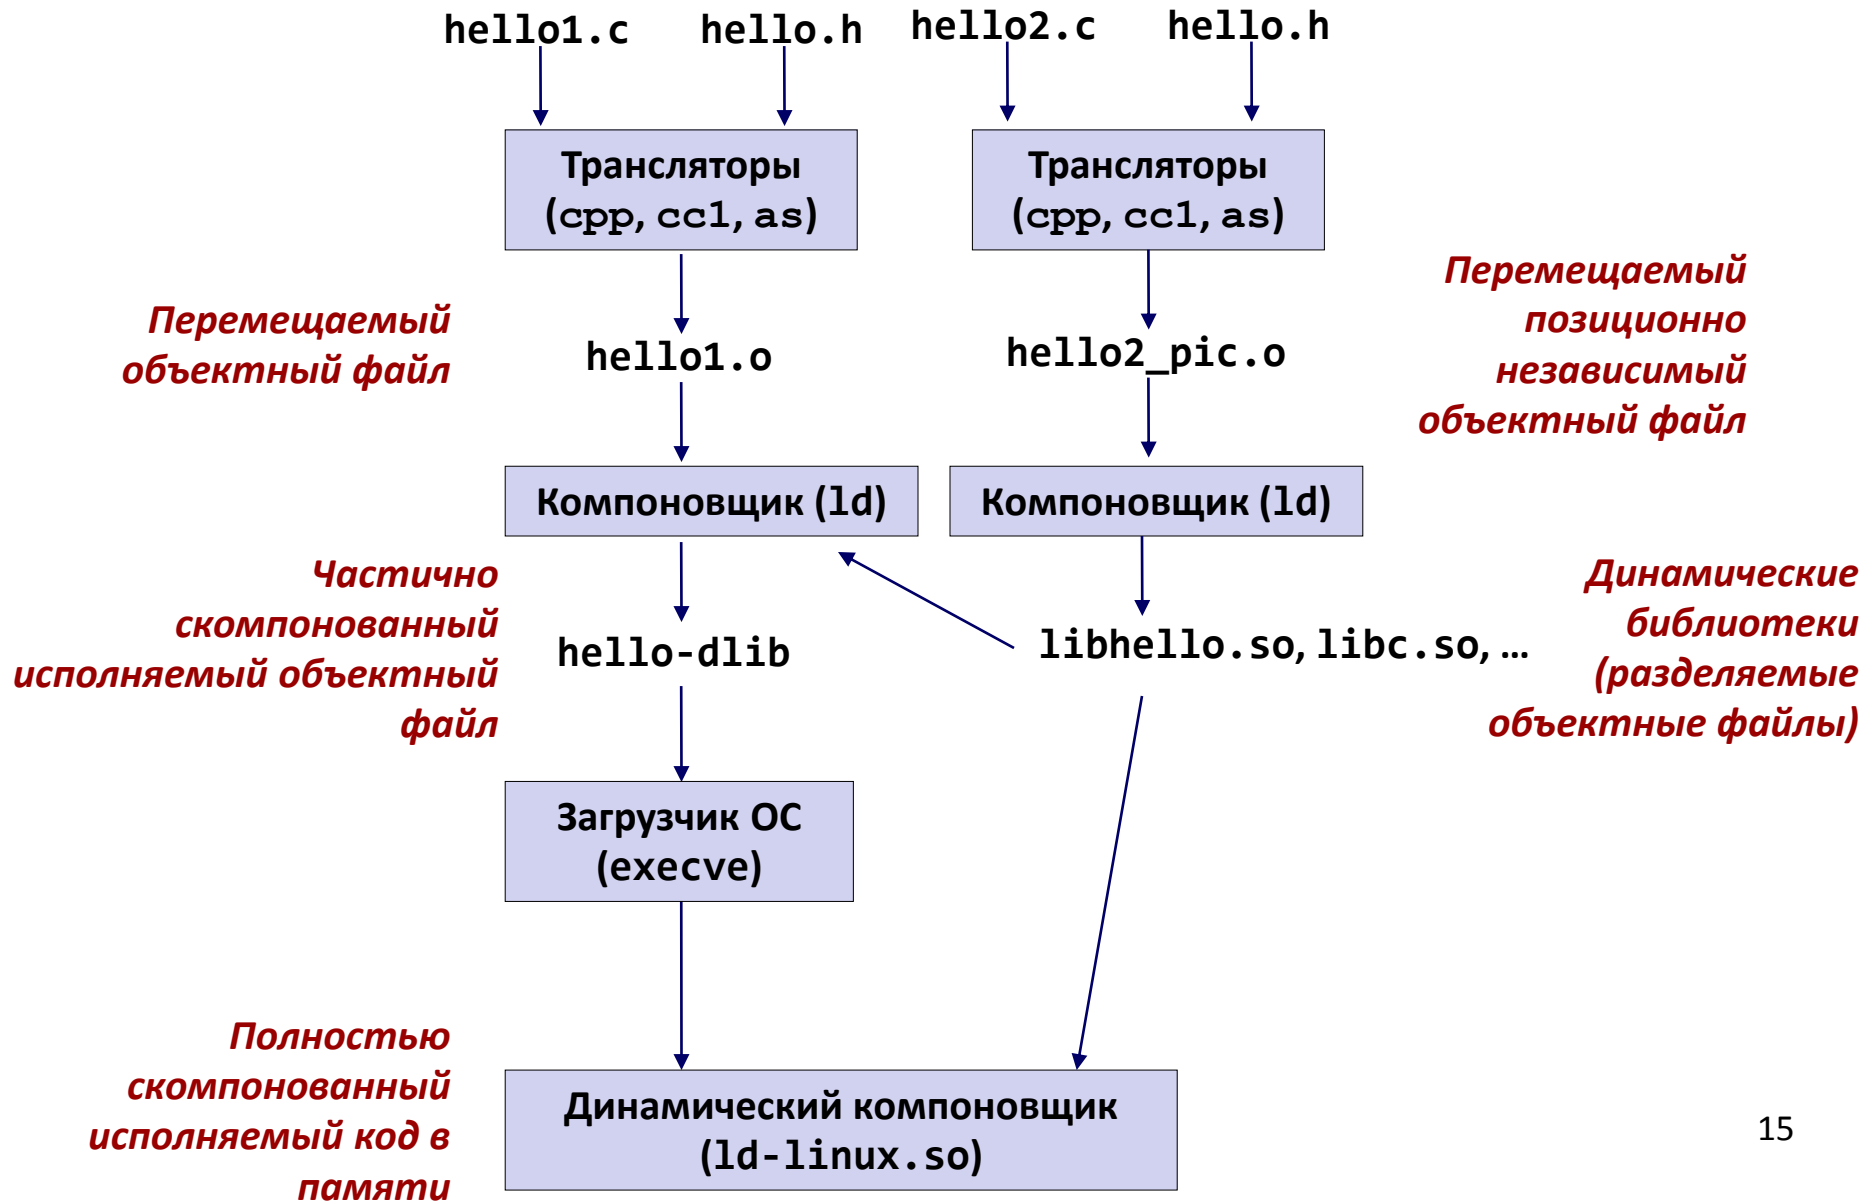 hello1.c hello.h hello2.c hello.h
Трансляторы
(cpp, cc1, as)
Трансляторы
(cpp, cc1, as)
Перемещаемый
объектный файл
hello1.o
hello2_pic.o
Перемещаемый
позиционно
независимый
объектный файл
Компоновщик (ld)
Компоновщик (ld)
Частично
скомпонованный
исполняемый объектный
файл
hello-dlib
libhello.so, libc.so, …
Динамические
библиотеки
(разделяемые
объектные файлы)
Загрузчик ОС
(execve)
Полностью
скомпонованный
исполняемый код в
памяти
Динамический компоновщик
(ld-linux.so)
15